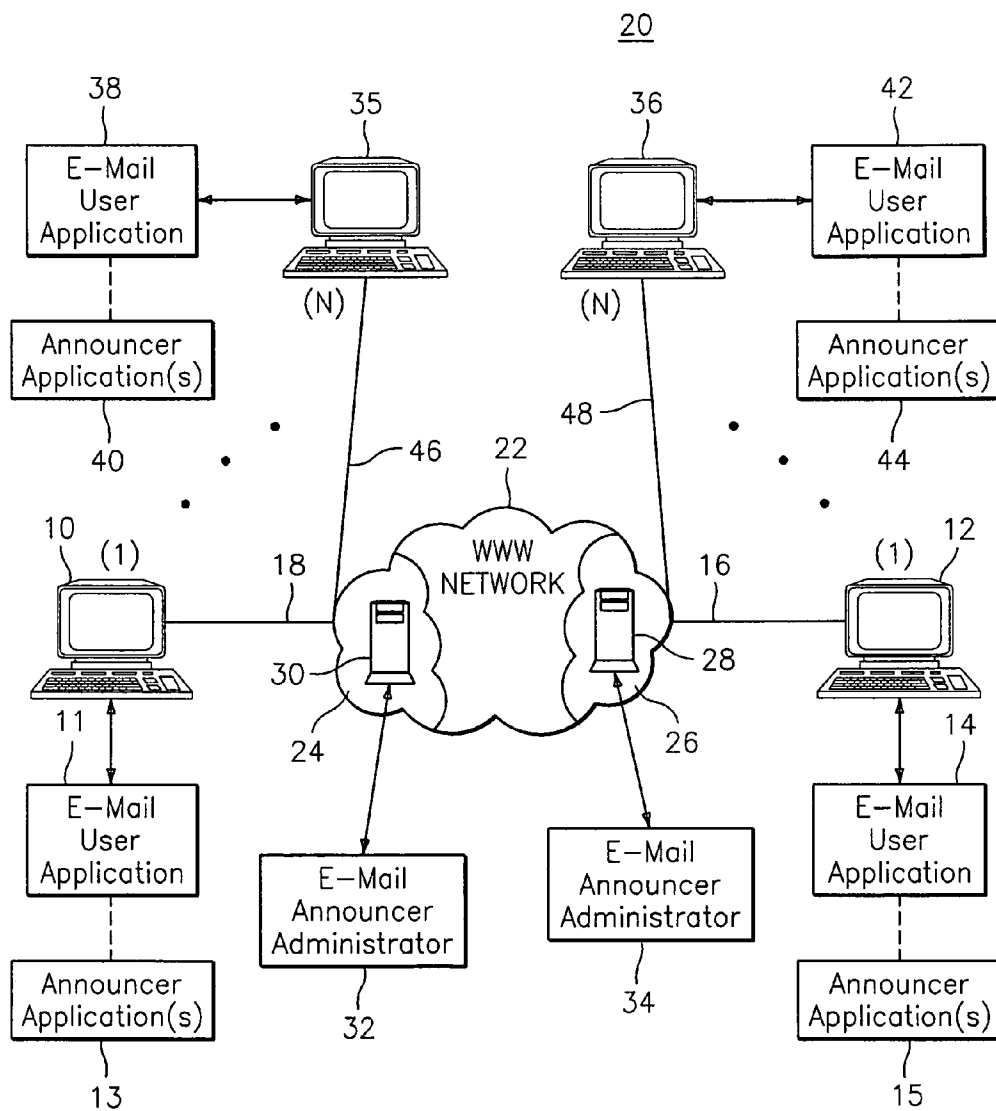 20
38
35
36
42
E-Mail
User
Application
E-Mail
User
Application
(N)
(N)
Announcer
Application(s)
Announcer
Application(s)
40
46
48
44
22
10
(1)
18
WWW
NETWORK
16
(1)
12
30
28
24
26
11
14
E-Mail
User
Application
E-Mail
Announcer
Administrator
E-Mail
Announcer
Administrator
E-Mail
User
Application
32
34
Announcer
Application(s)
Announcer
Application(s)
13
15